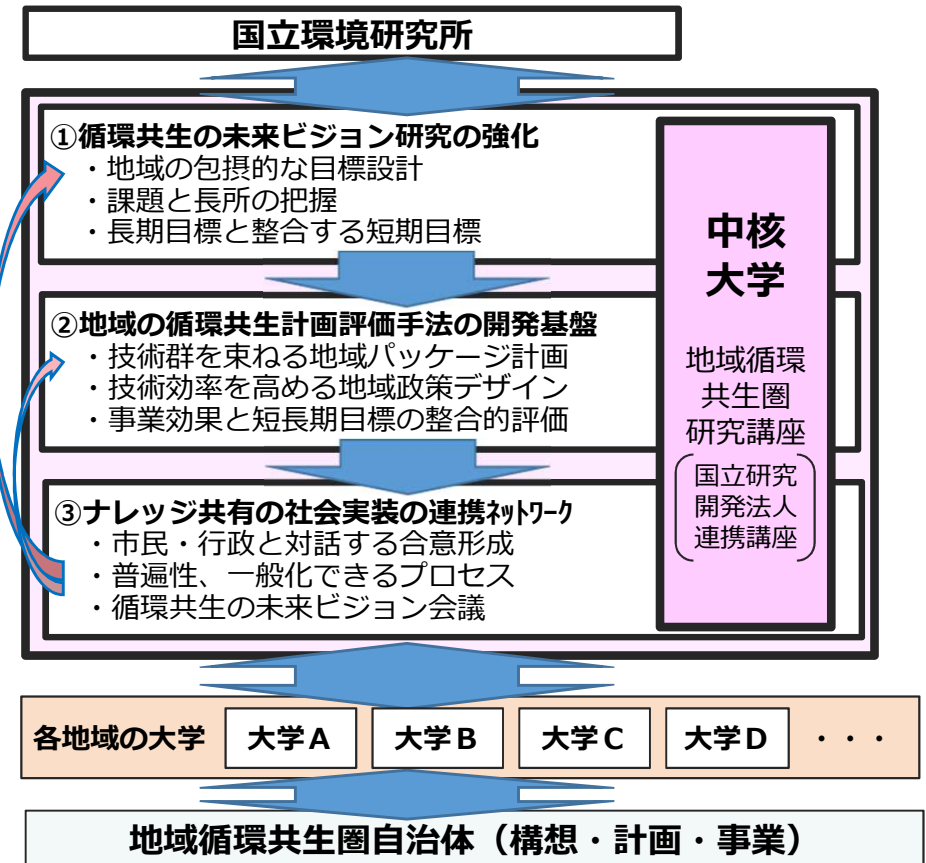 国立環境研究所
①循環共生の未来ビジョン研究の強化
・地域の包摂的な目標設計
・課題と長所の把握
・長期目標と整合する短期目標
②地域の循環共生計画評価手法の開発基盤
・技術群を束ねる地域パッケージ計画
・技術効率を高める地域政策デザイン
・事業効果と短長期目標の整合的評価
③ナレッジ共有の社会実装の連携ﾈｯﾄﾜｰｸ
・市民・行政と対話する合意形成
・普遍性、一般化できるプロセス
・循環共生の未来ビジョン会議
中核
大学
地域循環
共生圏
研究講座
国立研究
開発法人
連携講座
各地域の大学 大学A 大学B 大学C 大学D ・・・
地域循環共生圏自治体（構想・計画・事業）